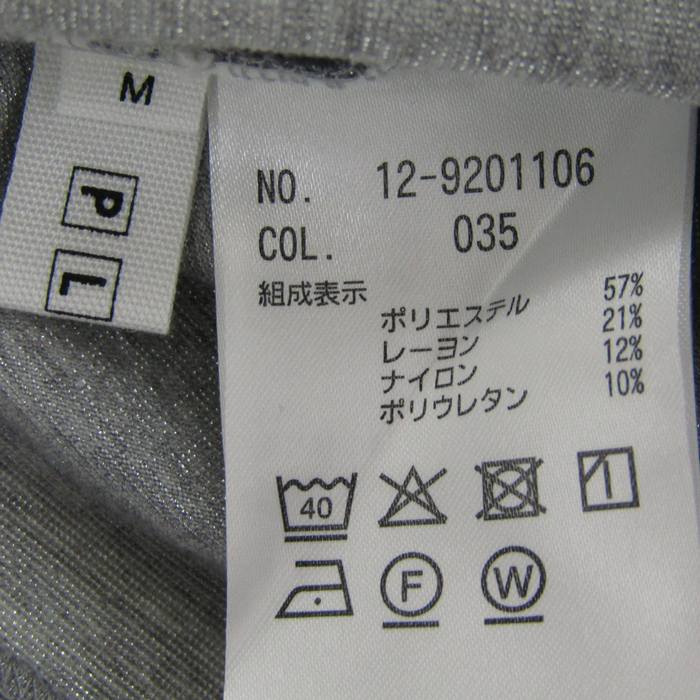 M
P
L
NO. 12-9201106
COL. 035
組成表示
ポリエステル 57%
レーヨン 21%
ナイロン 12%
ポリウレタン 10%
40
F W